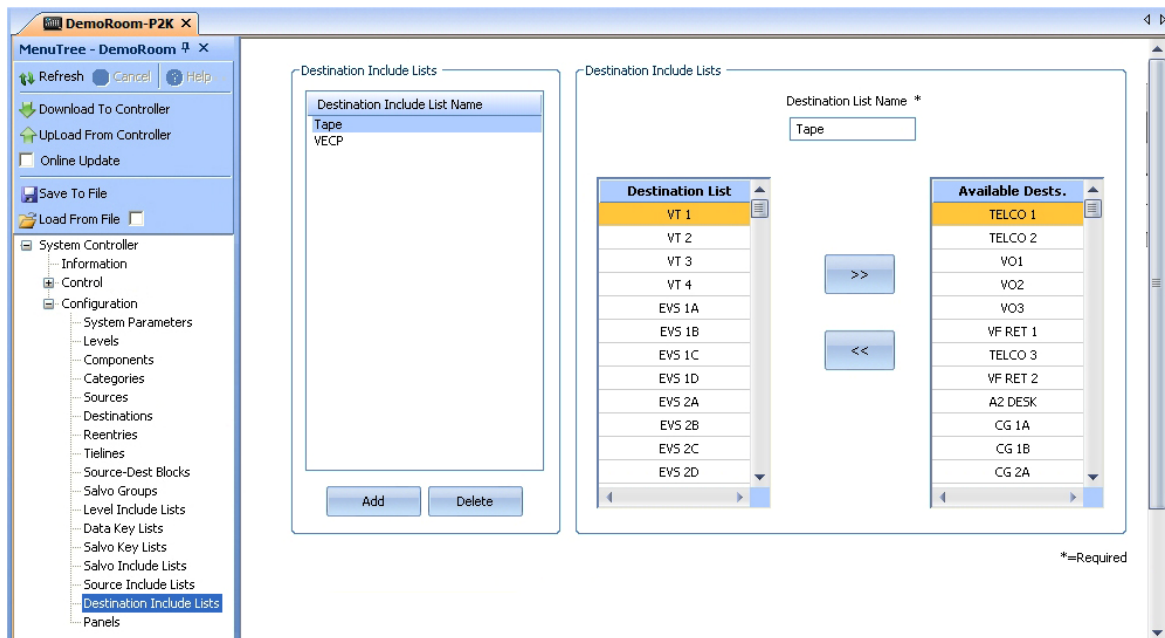 DemoRoom-P2K
MenuTree - DemoRoom
Refresh Cancel Help
Download To Controller
UpLoad From Controller
Online Update
Save To File
Load From File
System Controller
Information
Control
Configuration
System Parameters
Levels
Components
Categories
Sources
Destinations
Reentries
Tielines
Source-Dest Blocks
Salvo Groups
Level Include Lists
Data Key Lists
Salvo Key Lists
Salvo Include Lists
Source Include Lists
Destination Include Lists
Panels
Destination Include Lists
Destination Include List Name
Tape
VECP
Add Delete
Destination Include Lists
Destination List Name *
Tape
Destination List
VT 1
VT 2
VT 3
VT 4
EVS 1A
EVS 1B
EVS 1C
EVS 1D
EVS 2A
EVS 2B
EVS 2C
EVS 2D
>>
<<
Available Dests.
TELCO 1
TELCO 2
VO1
VO2
VO3
VF RET 1
TELCO 3
VF RET 2
A2 DESK
CG 1A
CG 1B
CG 2A
*=Required